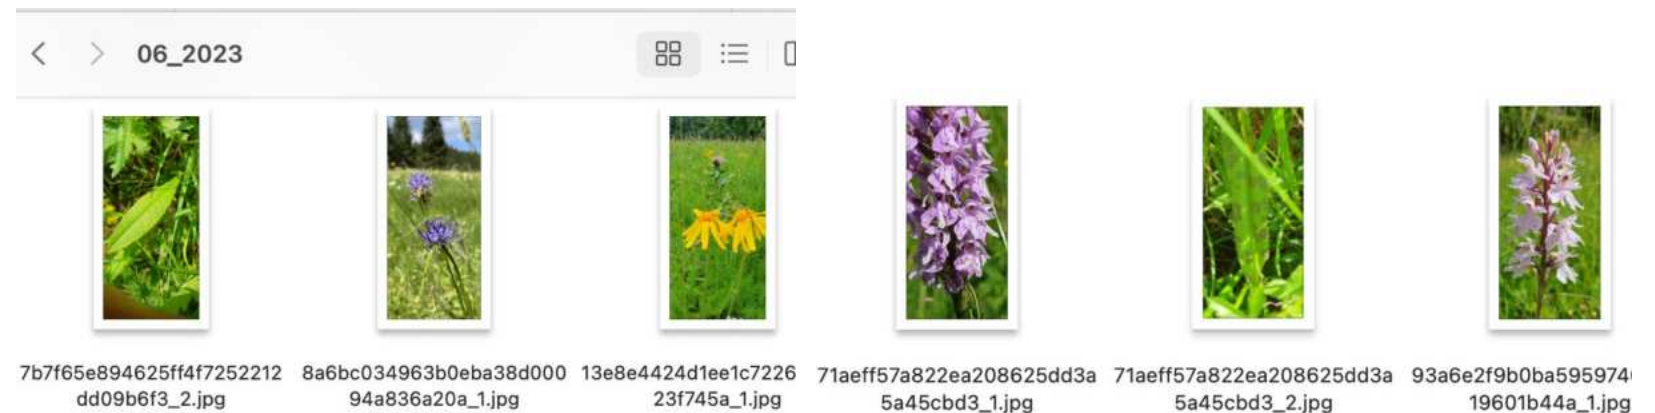 06_2023
7b7f65e894625ff4f7252212
dd09b6f3_2.jpg
8a6bc034963b0eba38d000
94a836a20a_1.jpg
13e8e4424d1ee1c7226
23f745a_1.jpg
71aeff57a822ea208625dd3a
5a45cbd3_1.jpg
71aeff57a822ea208625dd3a
5a45cbd3_2.jpg
93a6e2f9b0ba595974
19601b44a_1.jpg